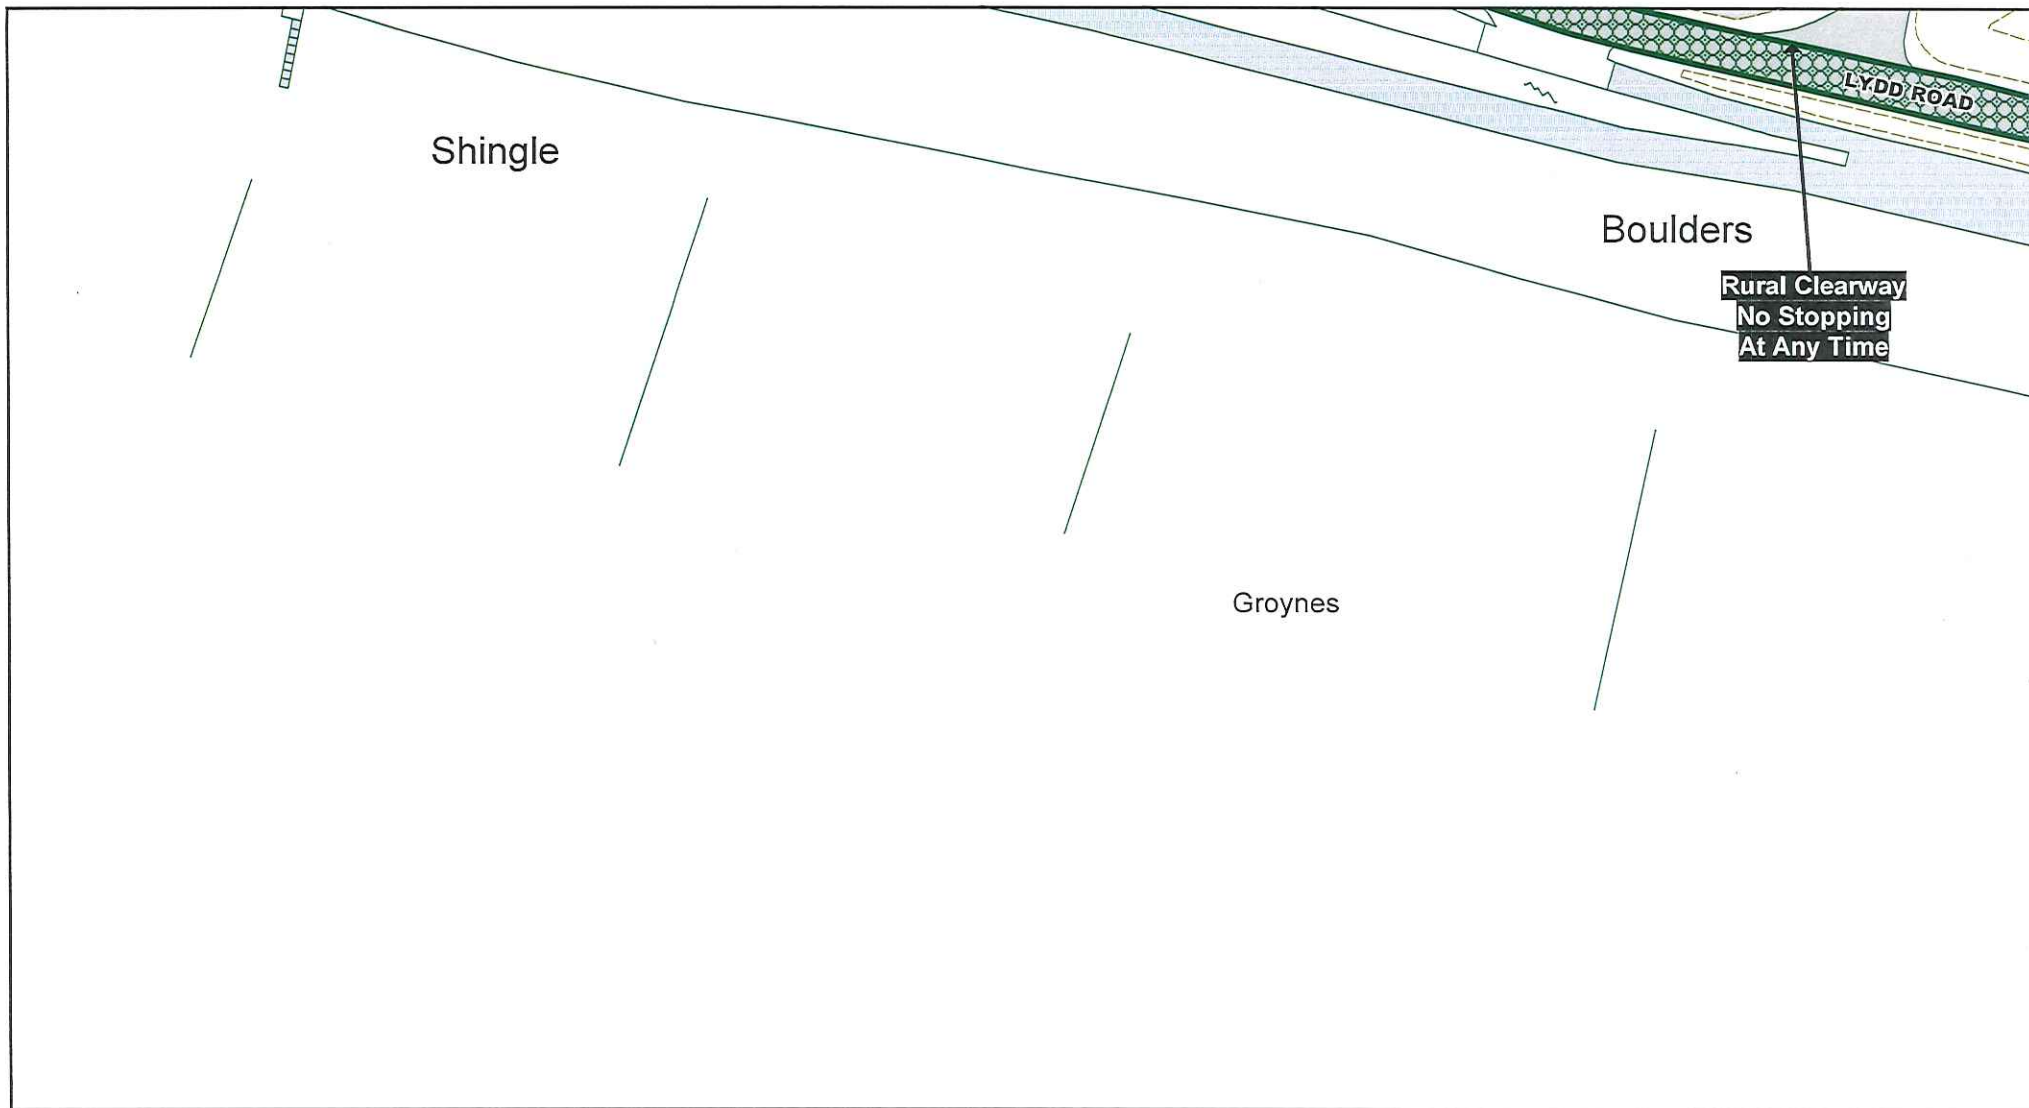 LYDD ROAD
Shingle
Boulders
Rural Clearway
No Stopping
At Any Time
Groynes